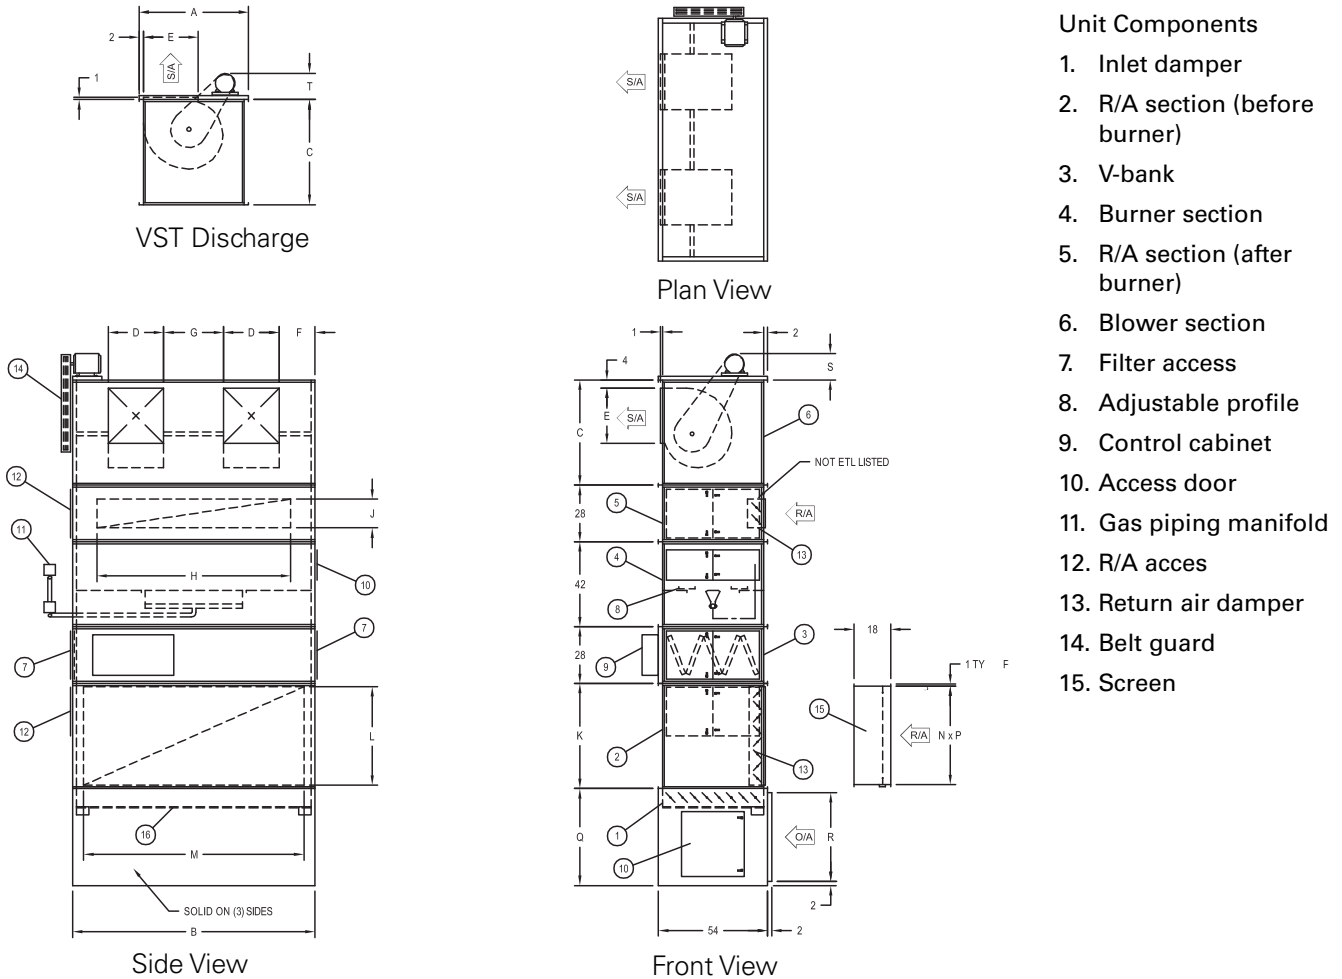 A
2
E
S/A
1
T
C
VST Discharge
S/A
S/A
Plan View
Unit Components
1. Inlet damper
2. R/A section (before
burner)
3. V-bank
4. Burner section
5. R/A section (after
burner)
6. Blower section
7. Filter access
8. Adjustable profile
9. Control cabinet
10. Access door
11. Gas piping manifold
12. R/A acces
13. Return air damper
14. Belt guard
15. Screen
D
G
D
F
14
12
J
11
H
10
7
7
12
L
16
M
SOLID ON (3) SIDES
B
Side View
1
2
4
S
E
S/A
C
6
NOT ETL LISTED
5
28
R/A
13
4
42
8
3
28
9
K
2
13
1
Q
O/A
R
10
2
54
2
Front View
18
1 TY F
15
R/A
N x P